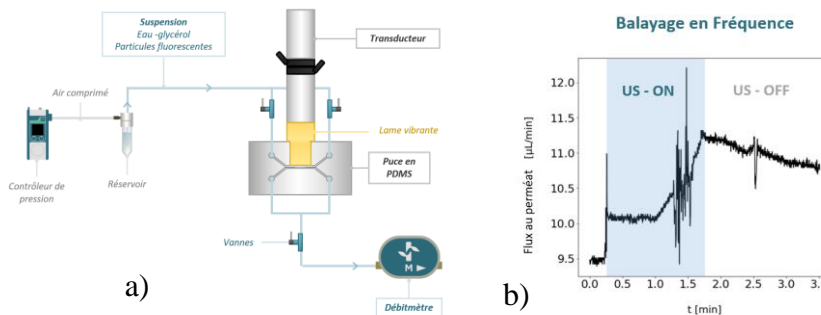 Suspension
Eau -glycérol
Particules fluorescentes
Transducteur
Air comprimé
Lame vibrante
Puce en
PDMS
Contrôleur de
pression
Réservoir
Vannes
M
Débitmètre
a)
Balayage en Fréquence
US - ON
US - OFF
Flux au perméat [µL/min]
12.0
11.5
11.0
10.5
10.0
9.5
0.0 0.5 1.0 1.5 2.0 2.5 3.0
t [min]
b)